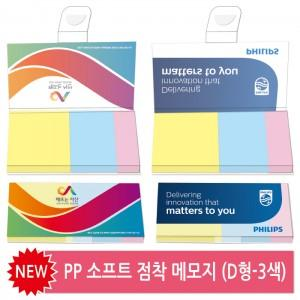 PHILIPS
matters to you
innovation that
Delivering
PHILIPS
Delivering
innovation that
matters to you
PHILIPS
NEW PP 소프트 점착 메모지 (D형-3색)